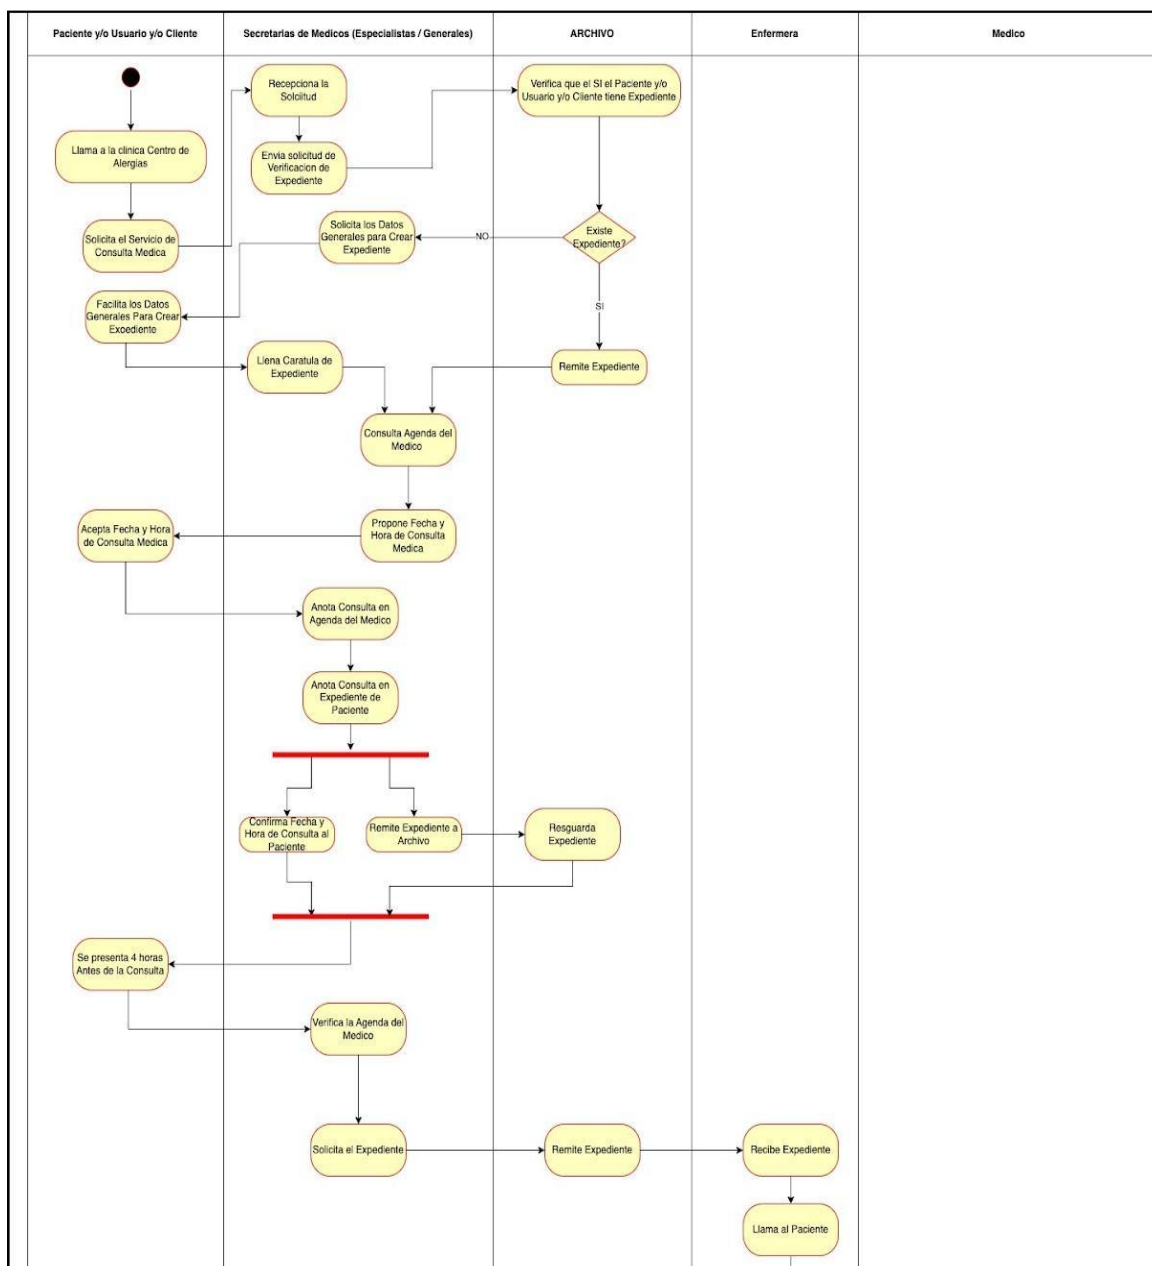 Paciente y/o Usuario y/o Cliente
Secretarias de Medicos (Especialistas / Generales)
ARCHIVO
Enfermera
Medico
Recepciona la
Solcitud
Verifica que el SI el Paciente y/o
Usuario y/o Cliente tiene Expediente
Llama a la clinica Centro de
Alergias
Envia solicitud de
Verificacion de
Expediente
Solicita el Servicio de
Consulta Medica
Solicita los Datos
Generales para Crear
Expediente
NO
Existe
Expediente?
SI
Facilita los Datos
Generales Para Crear
Exoediente
Llena Caratula de
Expediente
Remite Expediente
Consulta Agenda del
Medico
Propone Fecha y
Hora de Consulta
Medica
Acepta Fecha y Hora
de Consulta Medica
Anota Consulta en
Agenda del Medico
Anota Consulta en
Expediente de
Paciente
Confirma Fecha y
Hora de Consulta al
Paciente
Remite Expediente a
Archivo
Resguarda
Expediente
Se presenta 4 horas
Antes de la Consulta
Verifica la Agenda del
Medico
Solicita el Expediente
Remite Expediente
Recibe Expediente
Llama al Paciente